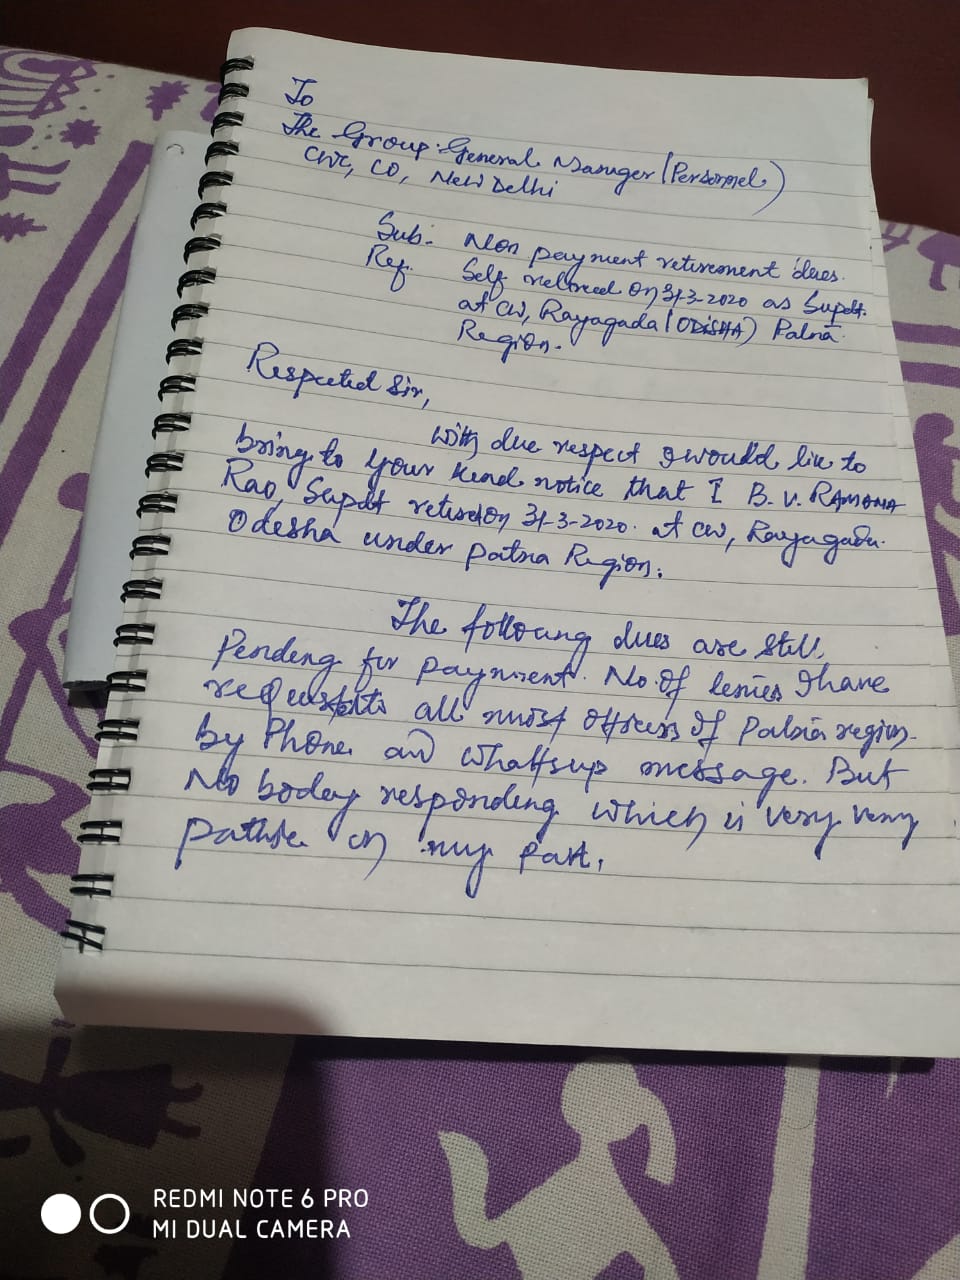 To
The Group General Manager (Personnel)
CWC, CO, New Delhi
Sub:- Non payment retirement dues.
Ref. Self retired on 31-3-2020 as Supdt.
at CW, Rayagada (ODISHA) Patna
Region.
Respected Sir,
With due respect I would like to
bring to your kind notice that I B. V. RAMANA
Rao, Supdt retired on 31-3-2020. at CW, Rayagada.
Odesha under patna Region.
The following dues are still
Pending for payment. No. of times I have
requested to all most officers of Patna region.
by Phone and Whatsup message. But
No bodey responding which is very very
pathtic on my part.
REDMI NOTE 6 PRO
MI DUAL CAMERA